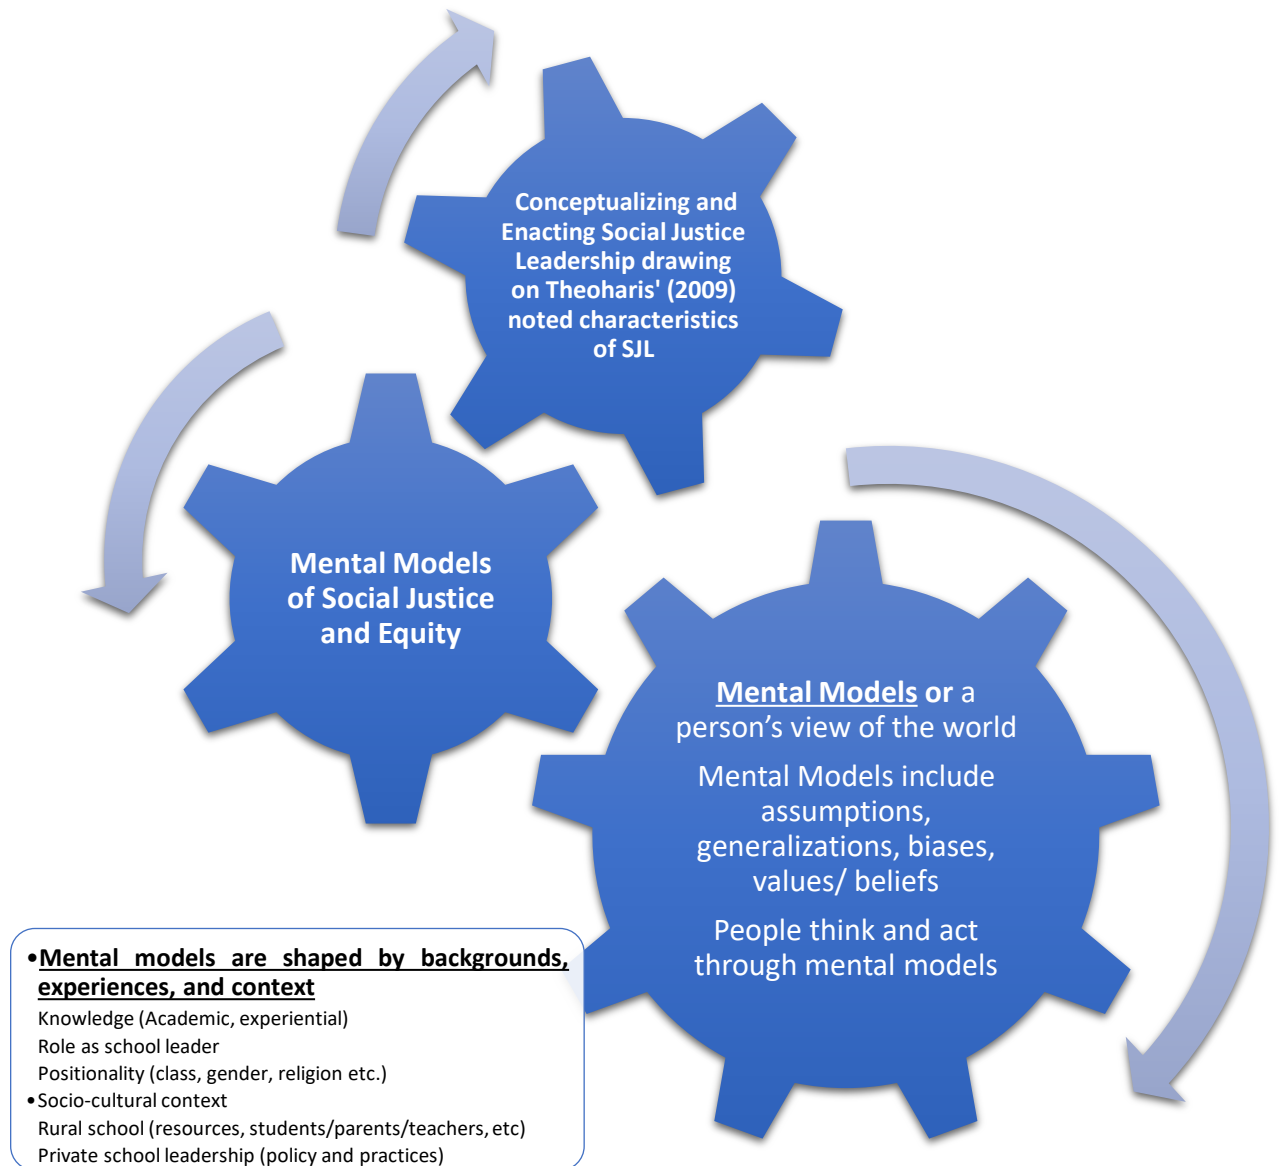 Conceptualizing and
Enacting Social Justice
Leadership drawing
on Theoharis' (2009)
noted characteristics
of SJL
Mental Models
of Social Justice
and Equity
Mental Models or a
person’s view of the world
Mental Models include
assumptions,
generalizations, biases,
values/ beliefs
People think and act
through mental models
•Mental models are shaped by backgrounds,
experiences, and context
Knowledge (Academic, experiential)
Role as school leader
Positionality (class, gender, religion etc.)
•Socio-cultural context
Rural school (resources, students/parents/teachers, etc)
Private school leadership (policy and practices)